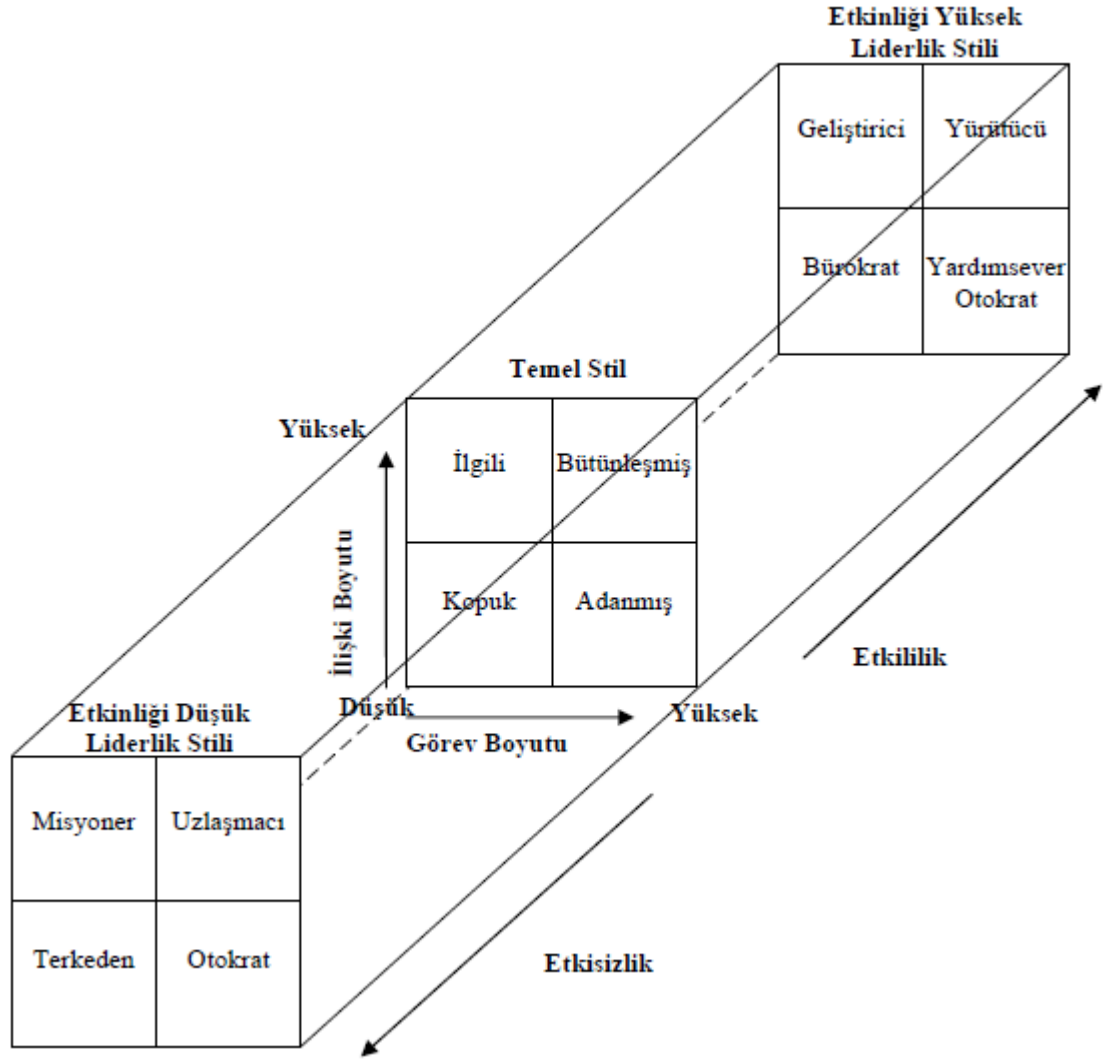 Etkinliği Yüksek
Liderlik Stili
Geliştirici
Yürütücü
Bürokrat
Yardımsever
Otokrat
Temel Stil
Yüksek
İlgili
Bütünleşmiş
İlişki Boyutu
Kopuk
Adanmış
Etkililik
Düşük
Yüksek
Görev Boyutu
Etkinliği Düşük
Liderlik Stili
Misyoner
Uzlaşmacı
Terkeden
Otokrat
Etkisizlik